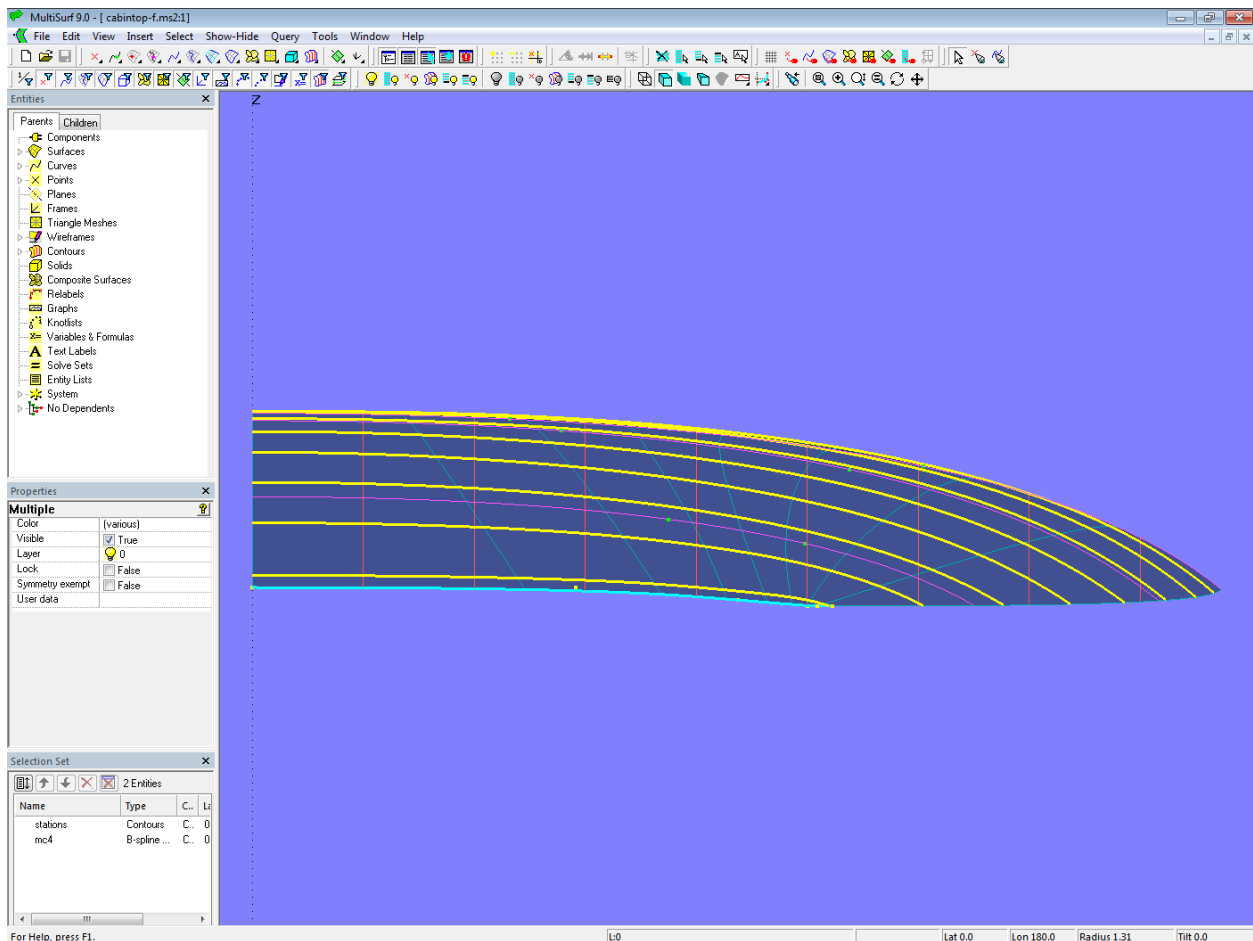 MultiSurf 9.0 - [ cabintop-f.ms2:1]
File Edit View Insert Select Show-Hide Query Tools Window Help
Entities
Parents Children
Components
Surfaces
Curves
Points
Planes
Frames
Triangle Meshes
Wireframes
Contours
Solids
Composite Surfaces
Relabels
Graphs
Knotlists
Variables & Formulas
Text Labels
Solve Sets
Entity Lists
System
No Dependents
Properties
Multiple
Color (various)
Visible True
Layer 0
Lock False
Symmetry exempt False
User data
Selection Set
2 Entities
Name Type C.. La
stations Contours C.. 0
mc4 B-spline ... C.. 0
Z
For Help, press F1. L:0 Lat 0.0 Lon 180.0 Radius 1.31 Tilt 0.0